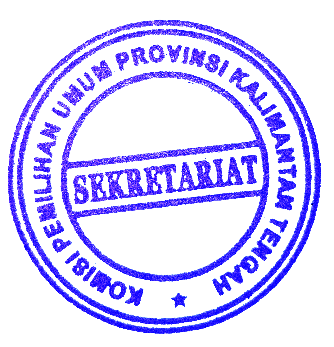 KOMISI PEMILIHAN UMUM PROVINSI KALIMANTAN TENGAH
SEKRETARIAT